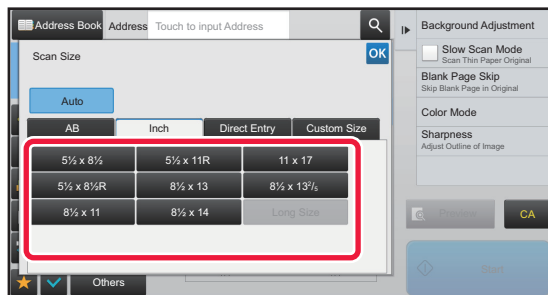 Address Book Address Touch to input Address
Scan Size
OK
Auto
AB Inch Direct Entry Custom Size
5½ x 8½ 5½ x 11R 11 x 17
5½ x 8½R 8½ x 13 8½ x 13²/₅
8½ x 11 8½ x 14 Long Size
Others
Background Adjustment
Slow Scan Mode
Scan Thin Paper Original
Blank Page Skip
Skip Blank Page in Original
Color Mode
Sharpness
Adjust Outline of Image
Preview CA
Start